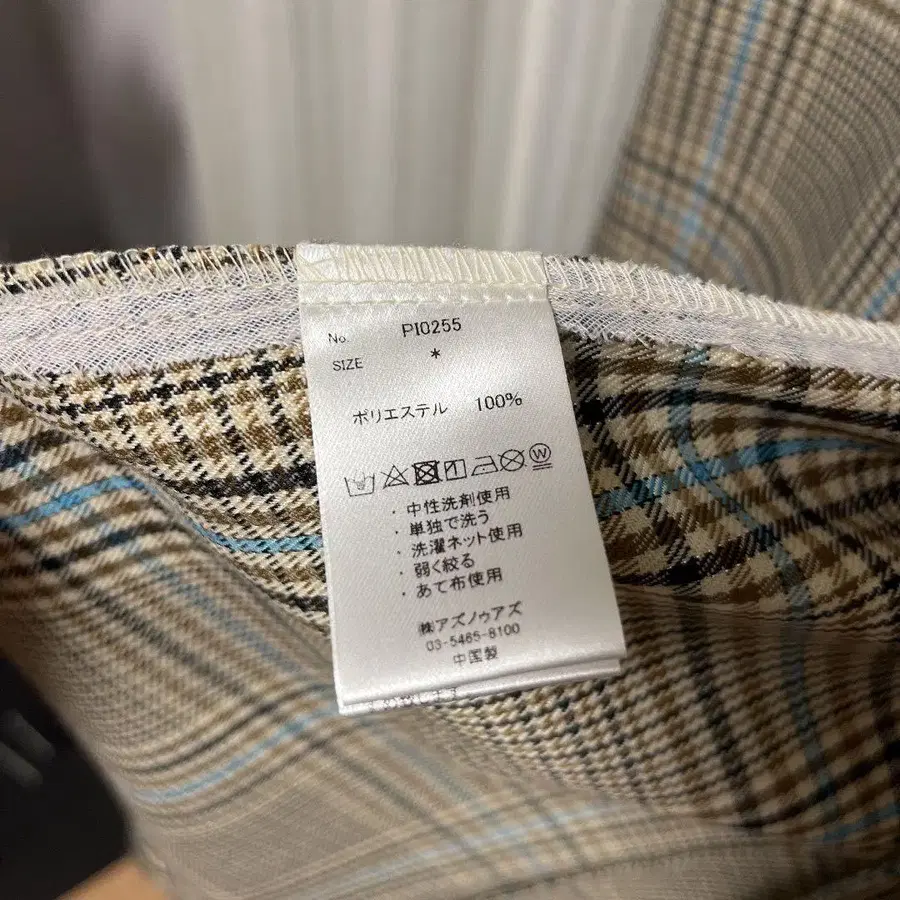 No. PI0255
SIZE *
ポリエステル 100%
・中性洗剤使用
・単独で洗う
・洗濯ネット使用
・弱く絞る
・あて布使用
㈱アズノゥアズ
03-5465-8100
中国製